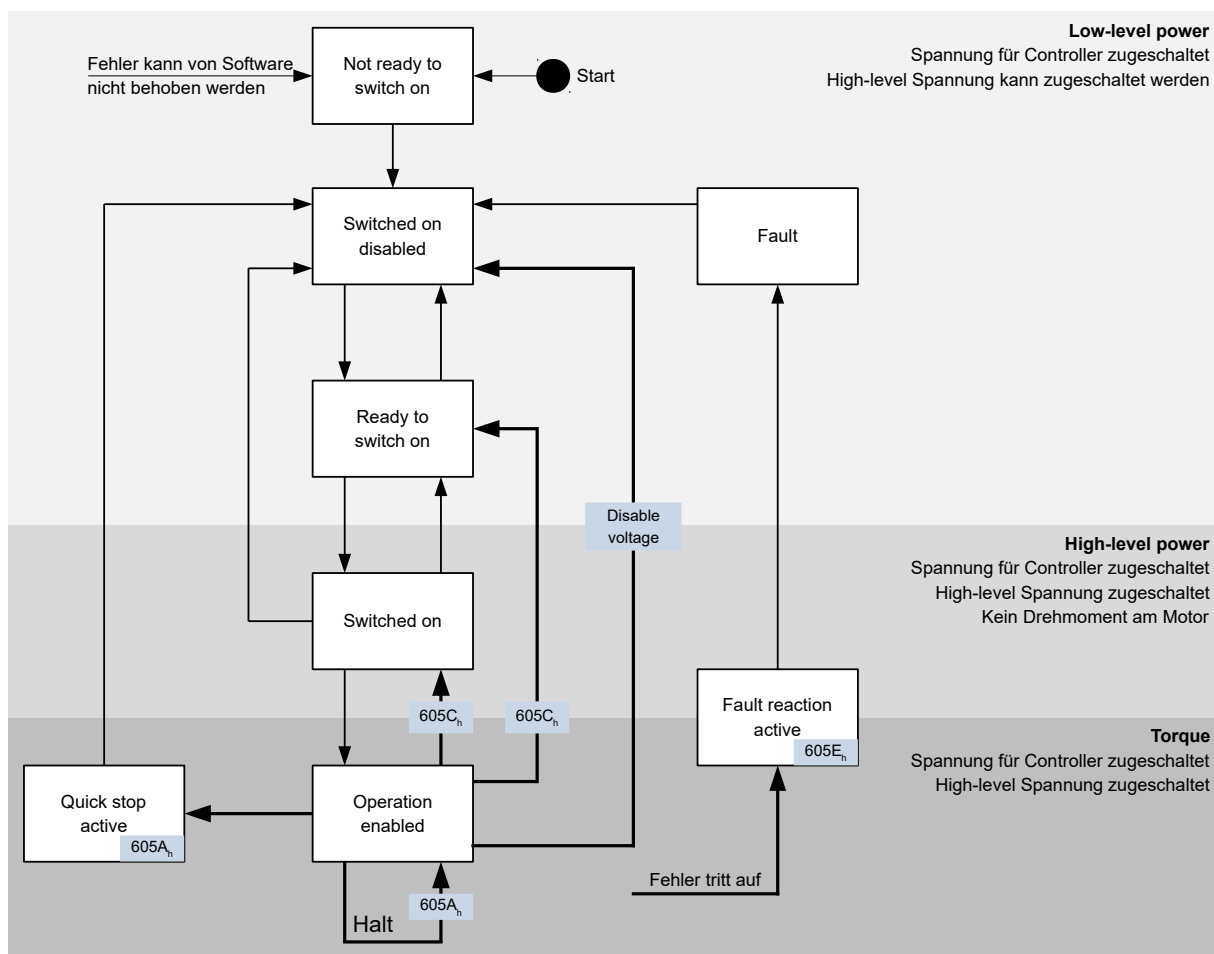 Low-level power
Spannung für Controller zugeschaltet
High-level Spannung kann zugeschaltet werden
Fehler kann von Software
nicht behoben werden
Not ready to
switch on
Start
Switched on
disabled
Fault
Ready to
switch on
Disable
voltage
High-level power
Spannung für Controller zugeschaltet
High-level Spannung zugeschaltet
Kein Drehmoment am Motor
Switched on
605Ch
605Ch
Fault reaction
active
605Eh
Torque
Spannung für Controller zugeschaltet
High-level Spannung zugeschaltet
Quick stop
active
605Ah
Operation
enabled
Fehler tritt auf
605Ah
Halt